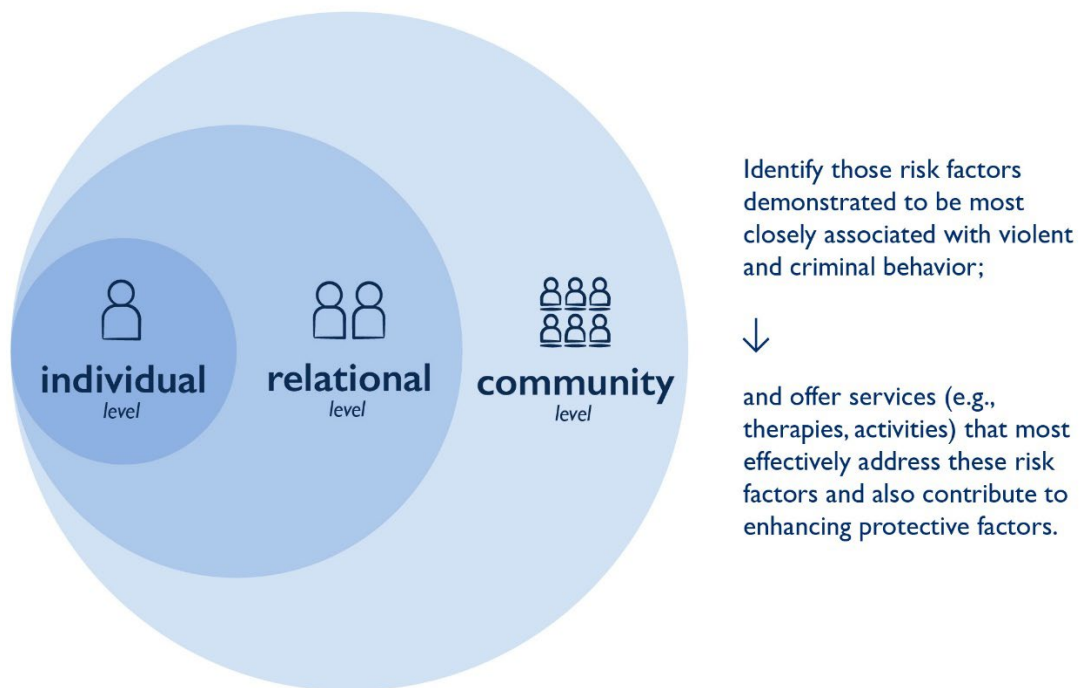 individual
level
relational
level
community
level
Identify those risk factors
demonstrated to be most
closely associated with violent
and criminal behavior;
and offer services (e.g.,
therapies, activities) that most
effectively address these risk
factors and also contribute to
enhancing protective factors.